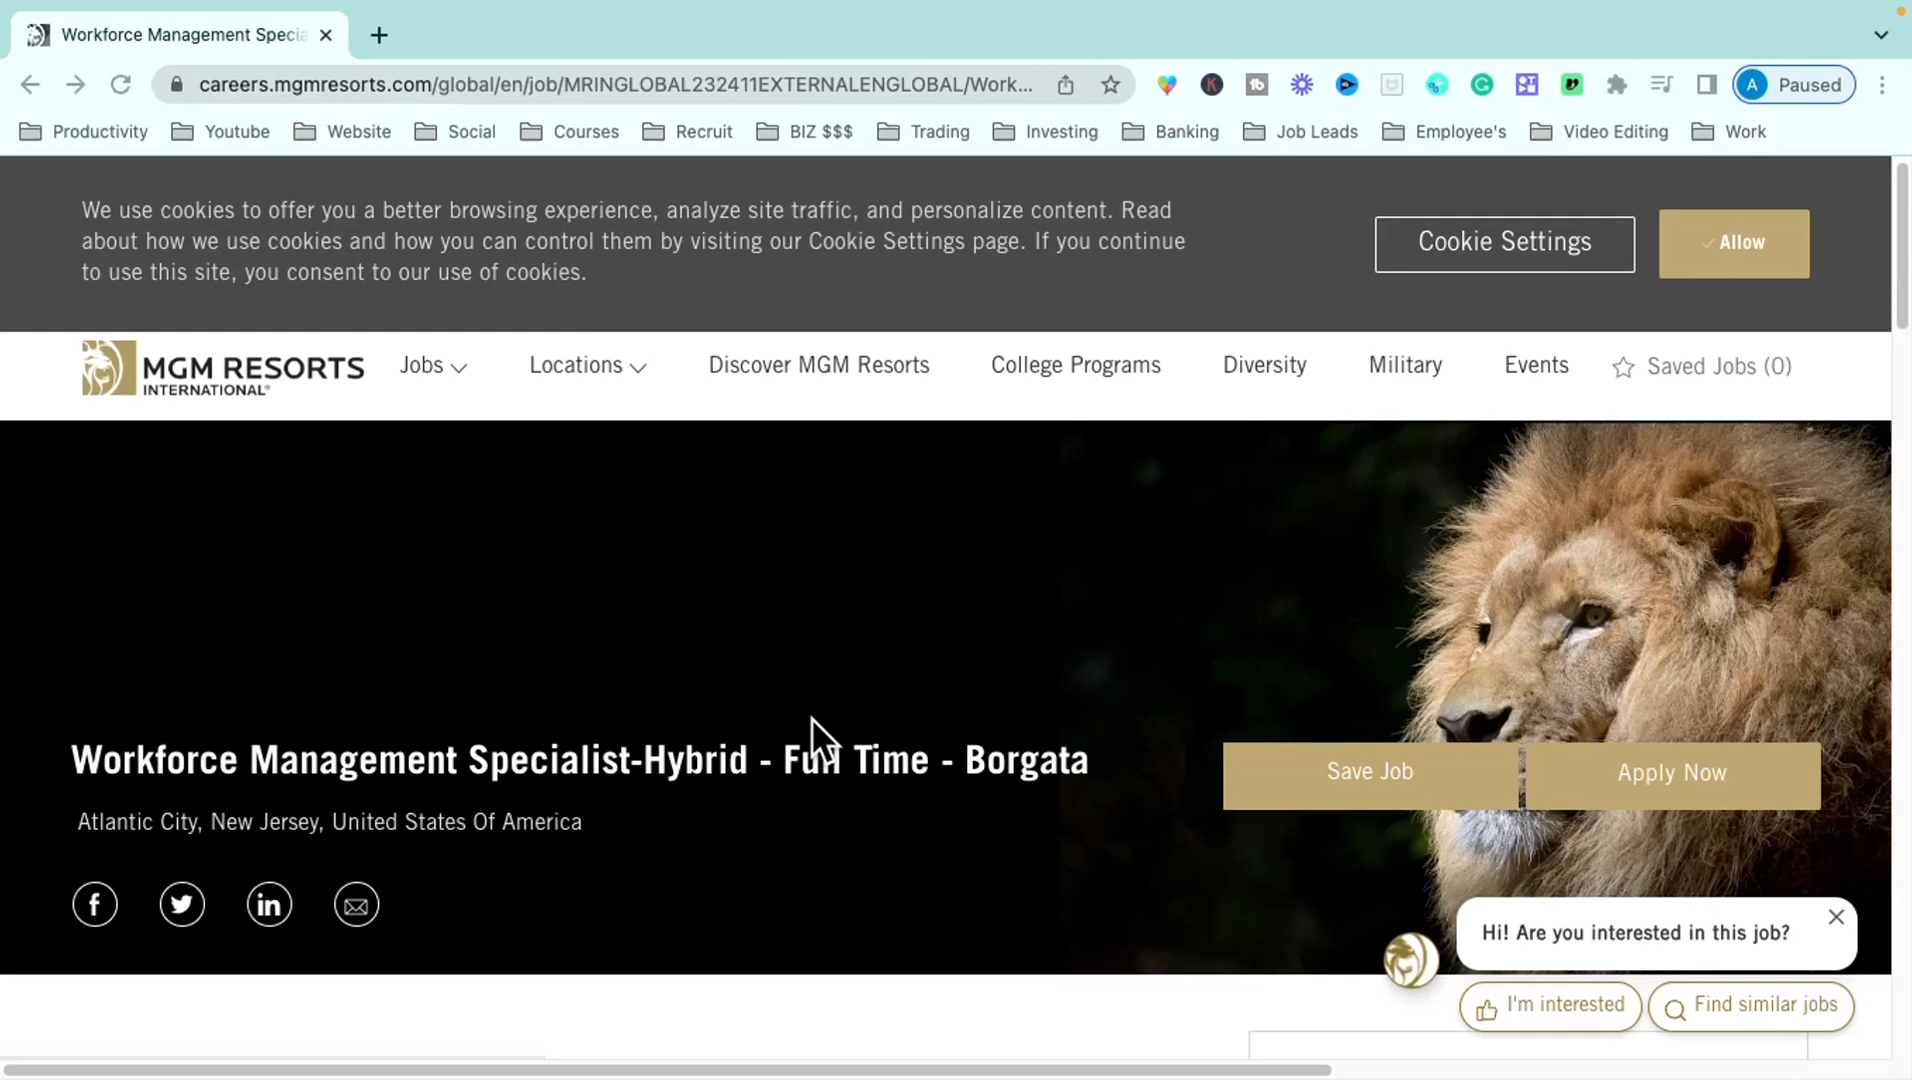 Workforce Management Specia
careers.mgmresorts.com/global/en/job/MRINGLOBAL232411EXTERNALENGLOBAL/Work...
K
tb
A
Paused
Productivity
Youtube
Website
Social
Courses
Recruit
BIZ $$$
Trading
Investing
Banking
Job Leads
Employee's
Video Editing
Work
We use cookies to offer you a better browsing experience, analyze site traffic, and personalize content. Read
about how we use cookies and how you can control them by visiting our Cookie Settings page. If you continue
to use this site, you consent to our use of cookies.
Cookie Settings
Allow
MGM RESORTS
INTERNATIONAL®
Jobs
Locations
Discover MGM Resorts
College Programs
Diversity
Military
Events
Saved Jobs (0)
Workforce Management Specialist-Hybrid - Full Time - Borgata
Save Job
Apply Now
Atlantic City, New Jersey, United States Of America
Hi! Are you interested in this job?
I'm interested
Find similar jobs